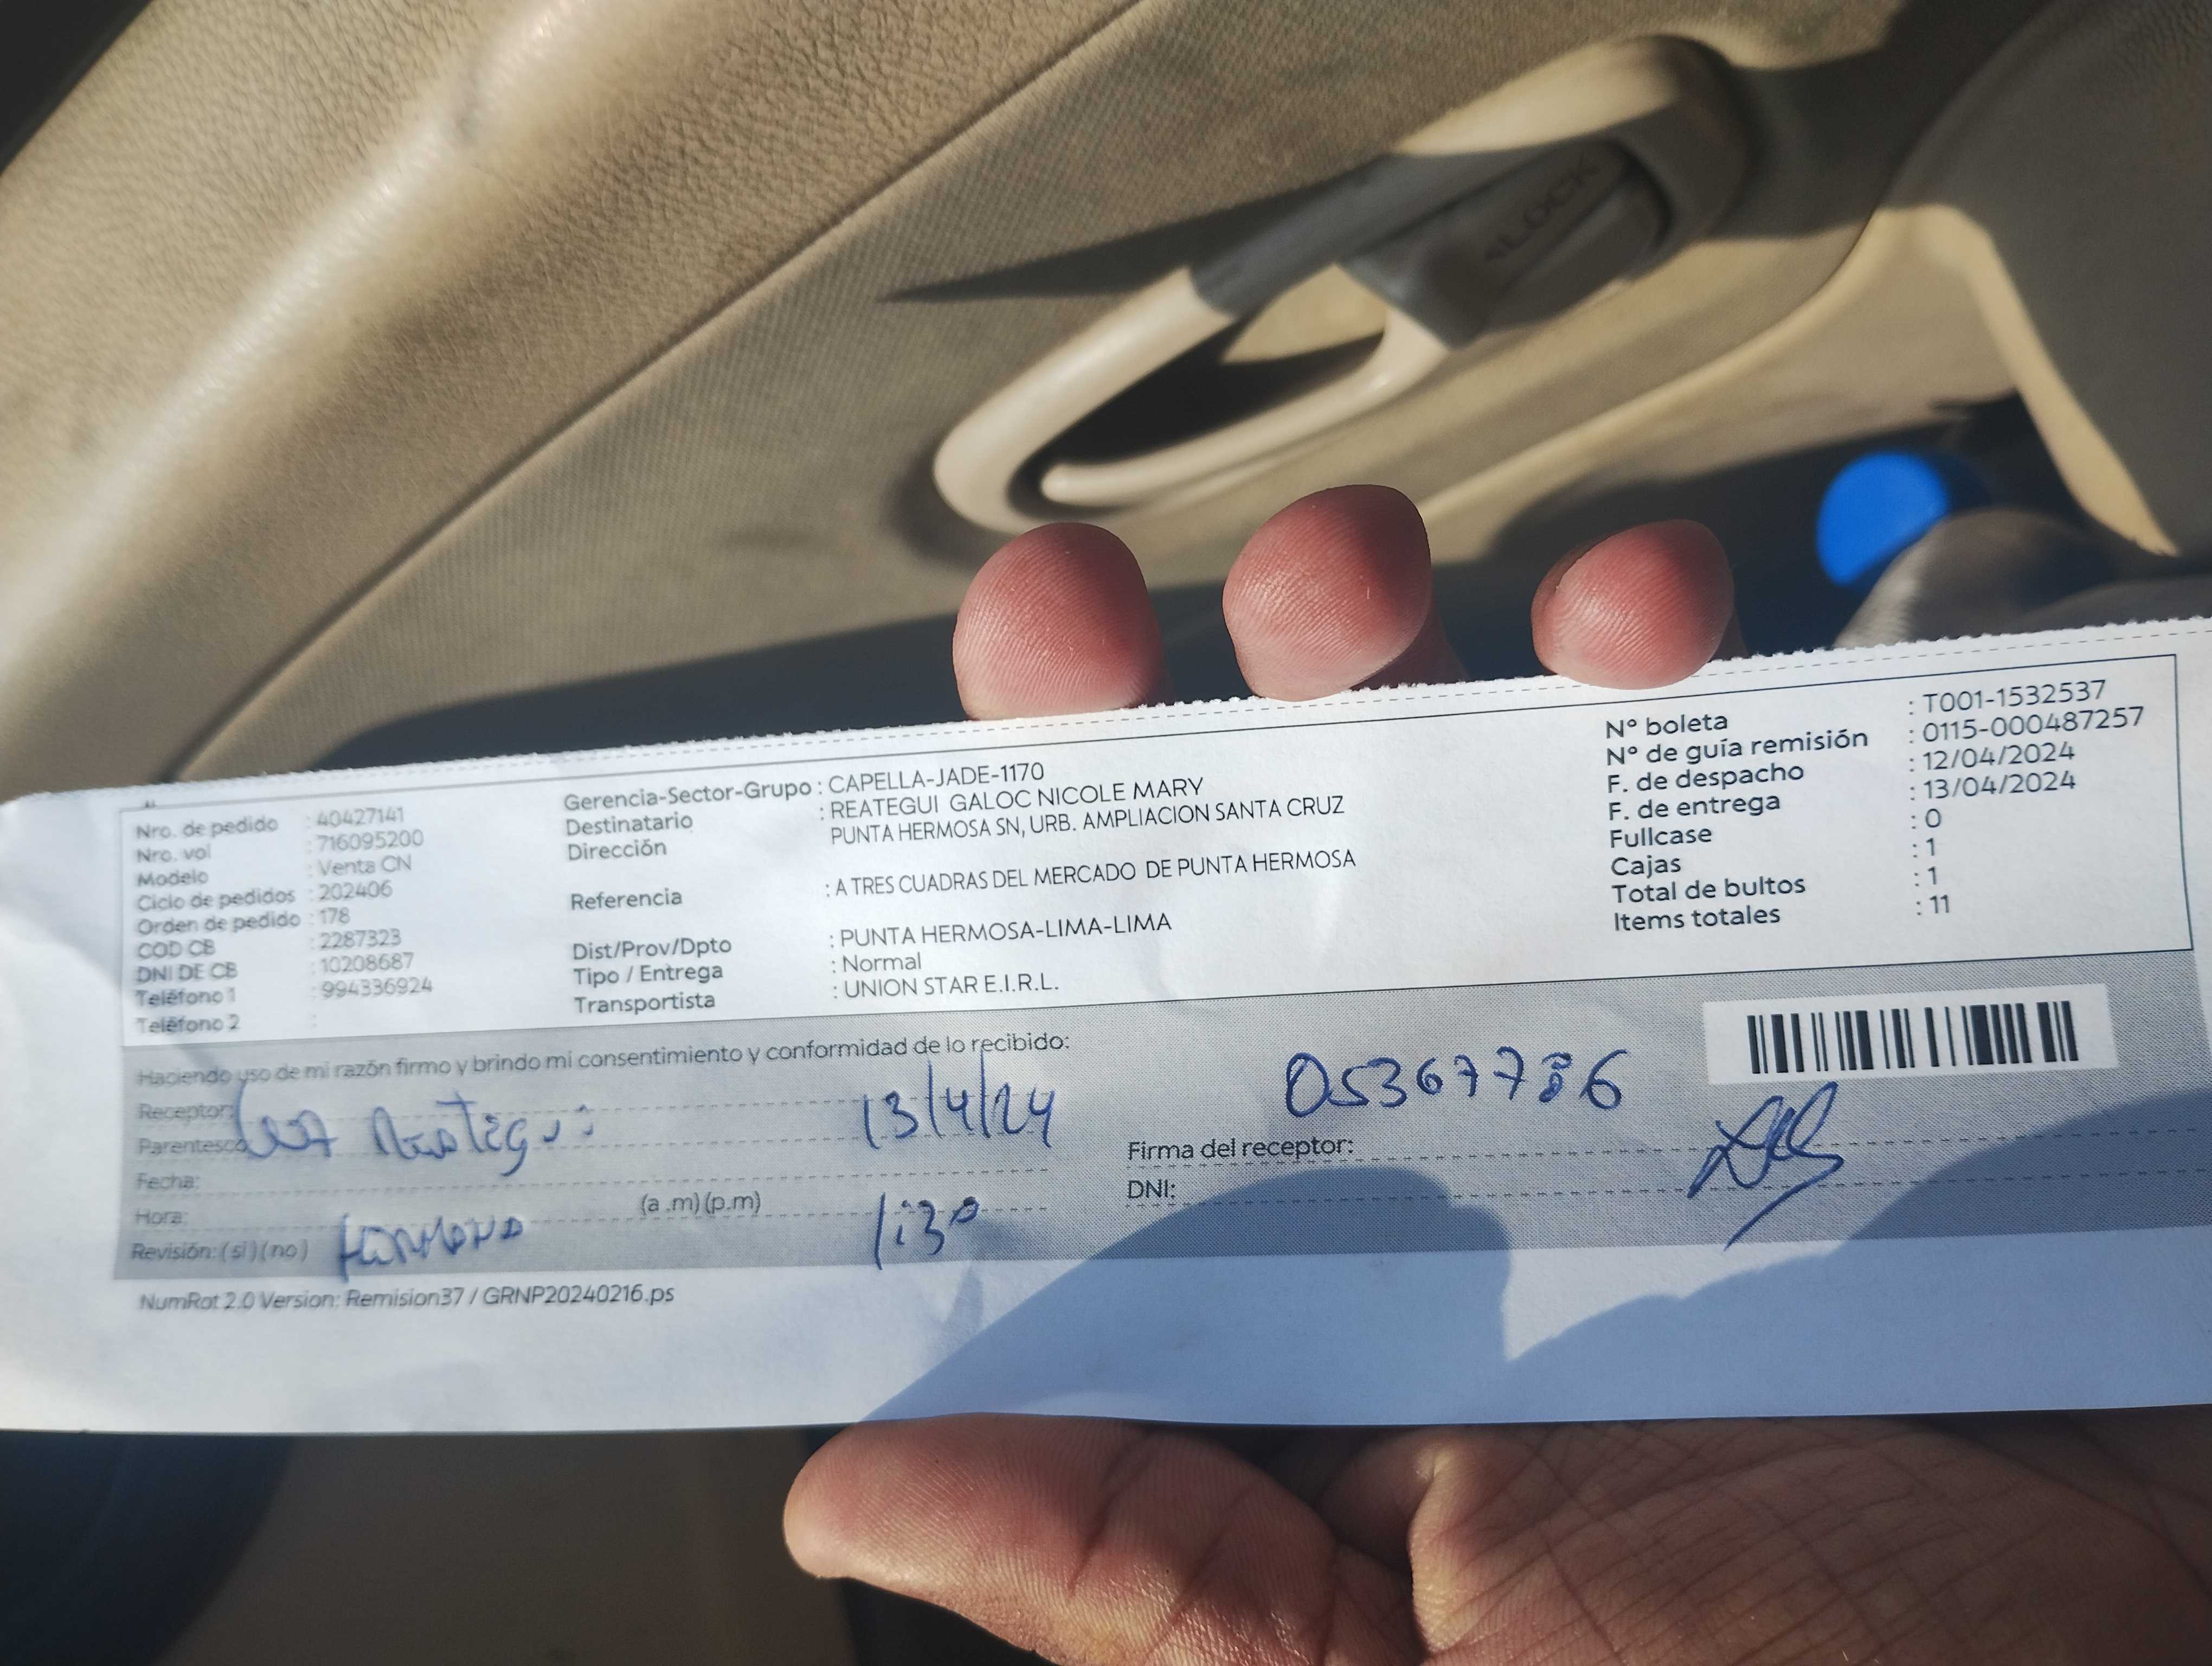 Nro. de pedido : 40427141
Nro. vol : 716095200
Modelo : Venta CN
Ciclo de pedidos : 202406
Orden de pedido : 178
COD CB : 2287323
DNI DE CB : 10208687
Teléfono 1 : 994336924
Teléfono 2 :
Gerencia-Sector-Grupo : CAPELLA-JADE-1170
Destinatario : REATEGUI GALOC NICOLE MARY
Dirección PUNTA HERMOSA SN, URB. AMPLIACION SANTA CRUZ
Referencia : A TRES CUADRAS DEL MERCADO DE PUNTA HERMOSA
Dist/Prov/Dpto : PUNTA HERMOSA-LIMA-LIMA
Tipo / Entrega : Normal
Transportista : UNION STAR E.I.R.L.
N° boleta : T001-1532537
N° de guía remisión : 0115-000487257
F. de despacho : 12/04/2024
F. de entrega : 13/04/2024
Fullcase : 0
Cajas : 1
Total de bultos : 1
Items totales : 11
Haciendo uso de mi razón firmo y brindo mi consentimiento y conformidad de lo recibido:
Receptor:
Parentesco Reategui 13/4/24
Fecha:
Hora: (a .m) (p.m) 1:30
Revisión: (si) (no) HERMANA
05367786
Firma del receptor:
DNI:
NumRot 2.0 Version: Remision37 / GRNP20240216.ps
LOCK